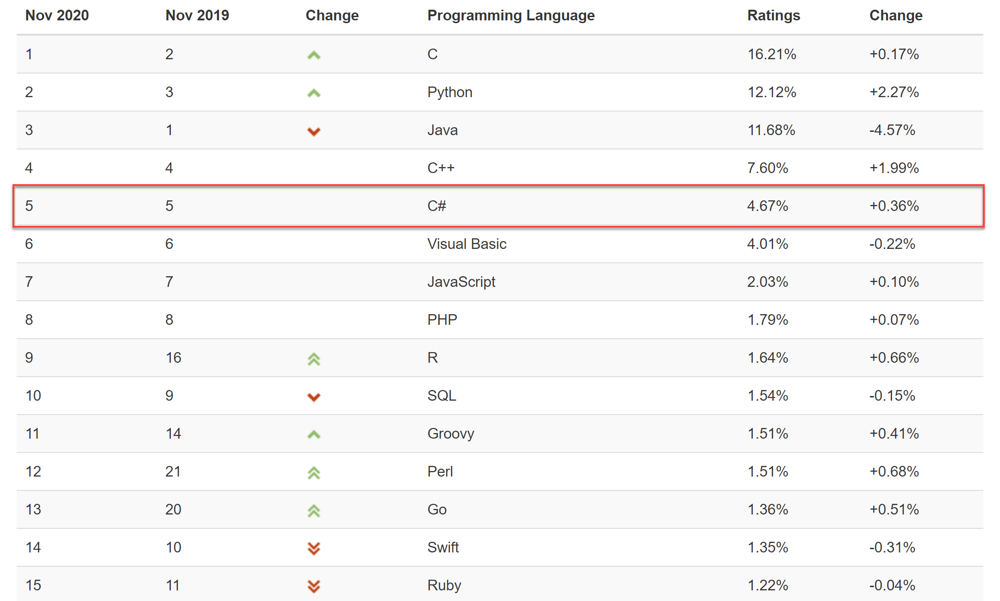 Nov 2020 Nov 2019 Change Programming Language Ratings Change
1 2 C 16.21% +0.17%
2 3 Python 12.12% +2.27%
3 1 Java 11.68% -4.57%
4 4 C++ 7.60% +1.99%
5 5 C# 4.67% +0.36%
6 6 Visual Basic 4.01% -0.22%
7 7 JavaScript 2.03% +0.10%
8 8 PHP 1.79% +0.07%
9 16 R 1.64% +0.66%
10 9 SQL 1.54% -0.15%
11 14 Groovy 1.51% +0.41%
12 21 Perl 1.51% +0.68%
13 20 Go 1.36% +0.51%
14 10 Swift 1.35% -0.31%
15 11 Ruby 1.22% -0.04%